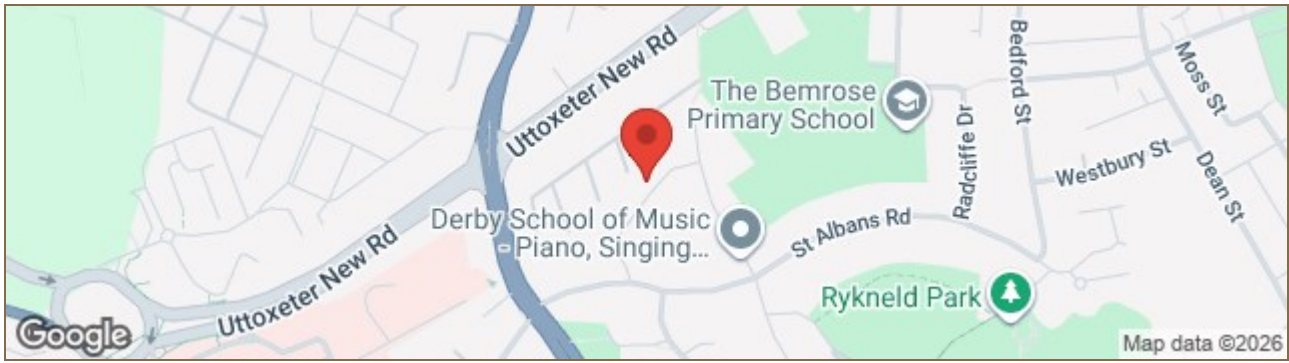 Uttoxeter New Rd
The Bemrose
Primary School
Bedford St
Moss St
Radcliffe Dr
Westbury St
Dean St
Derby School of Music
- Piano, Singing...
St Albans Rd
Uttoxeter New Rd
Rykneld Park
Google
Map data ©2026